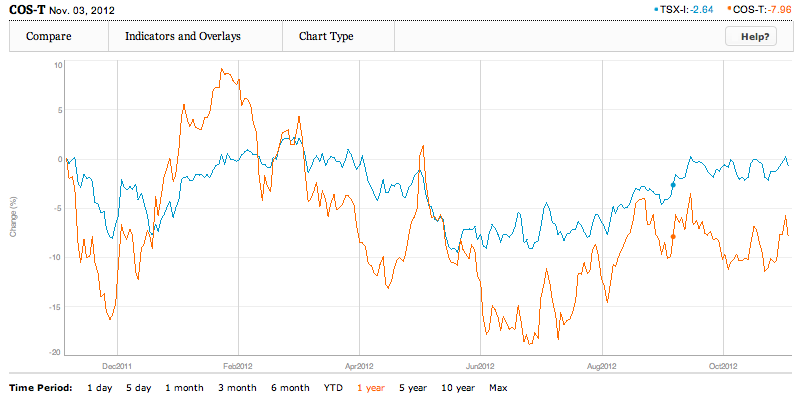 COS-T Nov. 03, 2012 TSX-I:-2.64 COS-T:-7.96
Compare Indicators and Overlays Chart Type Help?
10
5
0
-5
-10
-15
-20
Change (%)
Dec2011 Feb2012 Apr2012 Jun2012 Aug2012 Oct2012
Time Period: 1 day 5 day 1 month 3 month 6 month YTD 1 year 5 year 10 year Max